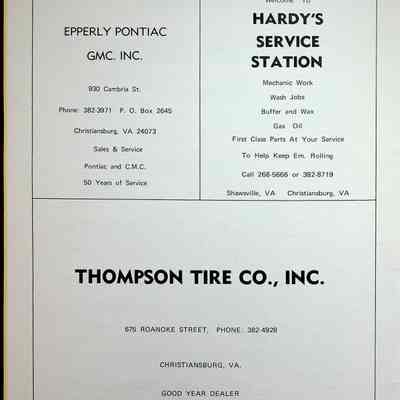 EPPERLY PONTIAC
GMC. INC.
930 Cambria St.
Phone: 382-3971 P. O. Box 2645
Christiansburg, VA 24073
Sales & Service
Pontiac and C.M.C.
50 Years of Service
Welcome To
HARDY'S
SERVICE
STATION
Mechanic Work
Wash Jobs
Buffer and Wax
Gas Oil
First Class Parts At Your Service
To Help Keep Em. Rolling
Call 268-5666 or 382-8719
Shawsville, VA Christiansburg, VA
THOMPSON TIRE CO., INC.
675 ROANOKE STREET, PHONE: 382-4928
CHRISTIANSBURG, VA.
GOOD YEAR DEALER